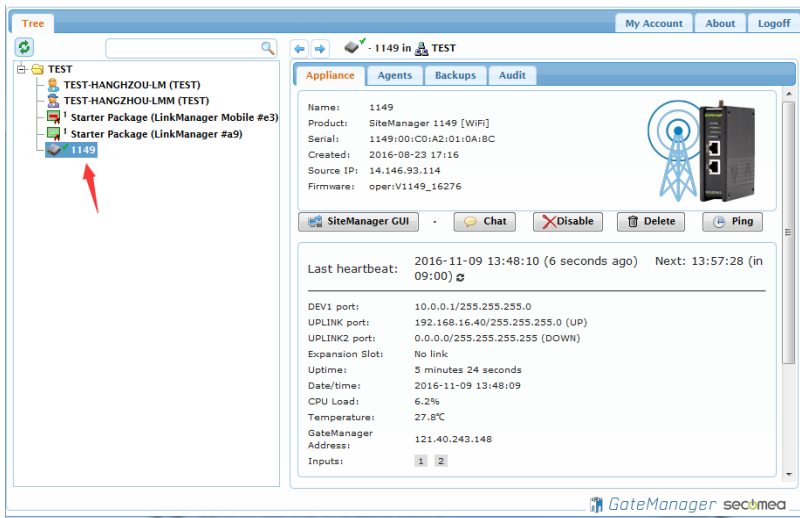 Tree
My Account
About
Logoff
- 1149 in TEST
TEST
TEST-HANGHZOU-LM (TEST)
TEST-HANGZHOU-LMM (TEST)
1 Starter Package (LinkManager Mobile #e3)
1 Starter Package (LinkManager #a9)
1149
Appliance
Agents
Backups
Audit
Name: 1149
Product: SiteManager 1149 [WiFi]
Serial: 1149:00:C0:A2:01:0A:8C
Created: 2016-08-23 17:16
Source IP: 14.146.93.114
Firmware: oper:V1149_16276
SiteManager GUI
-
Chat
Disable
Delete
Ping
Last heartbeat: 2016-11-09 13:48:10 (6 seconds ago) Next: 13:57:28 (in
09:00)
DEV1 port: 10.0.0.1/255.255.255.0
UPLINK port: 192.168.16.40/255.255.255.0 (UP)
UPLINK2 port: 0.0.0.0/255.255.255.255 (DOWN)
Expansion Slot: No link
Uptime: 5 minutes 24 seconds
Date/time: 2016-11-09 13:48:09
CPU Load: 6.2%
Temperature: 27.8℃
GateManager
Address: 121.40.243.148
Inputs: 1 2
GateManager secomea